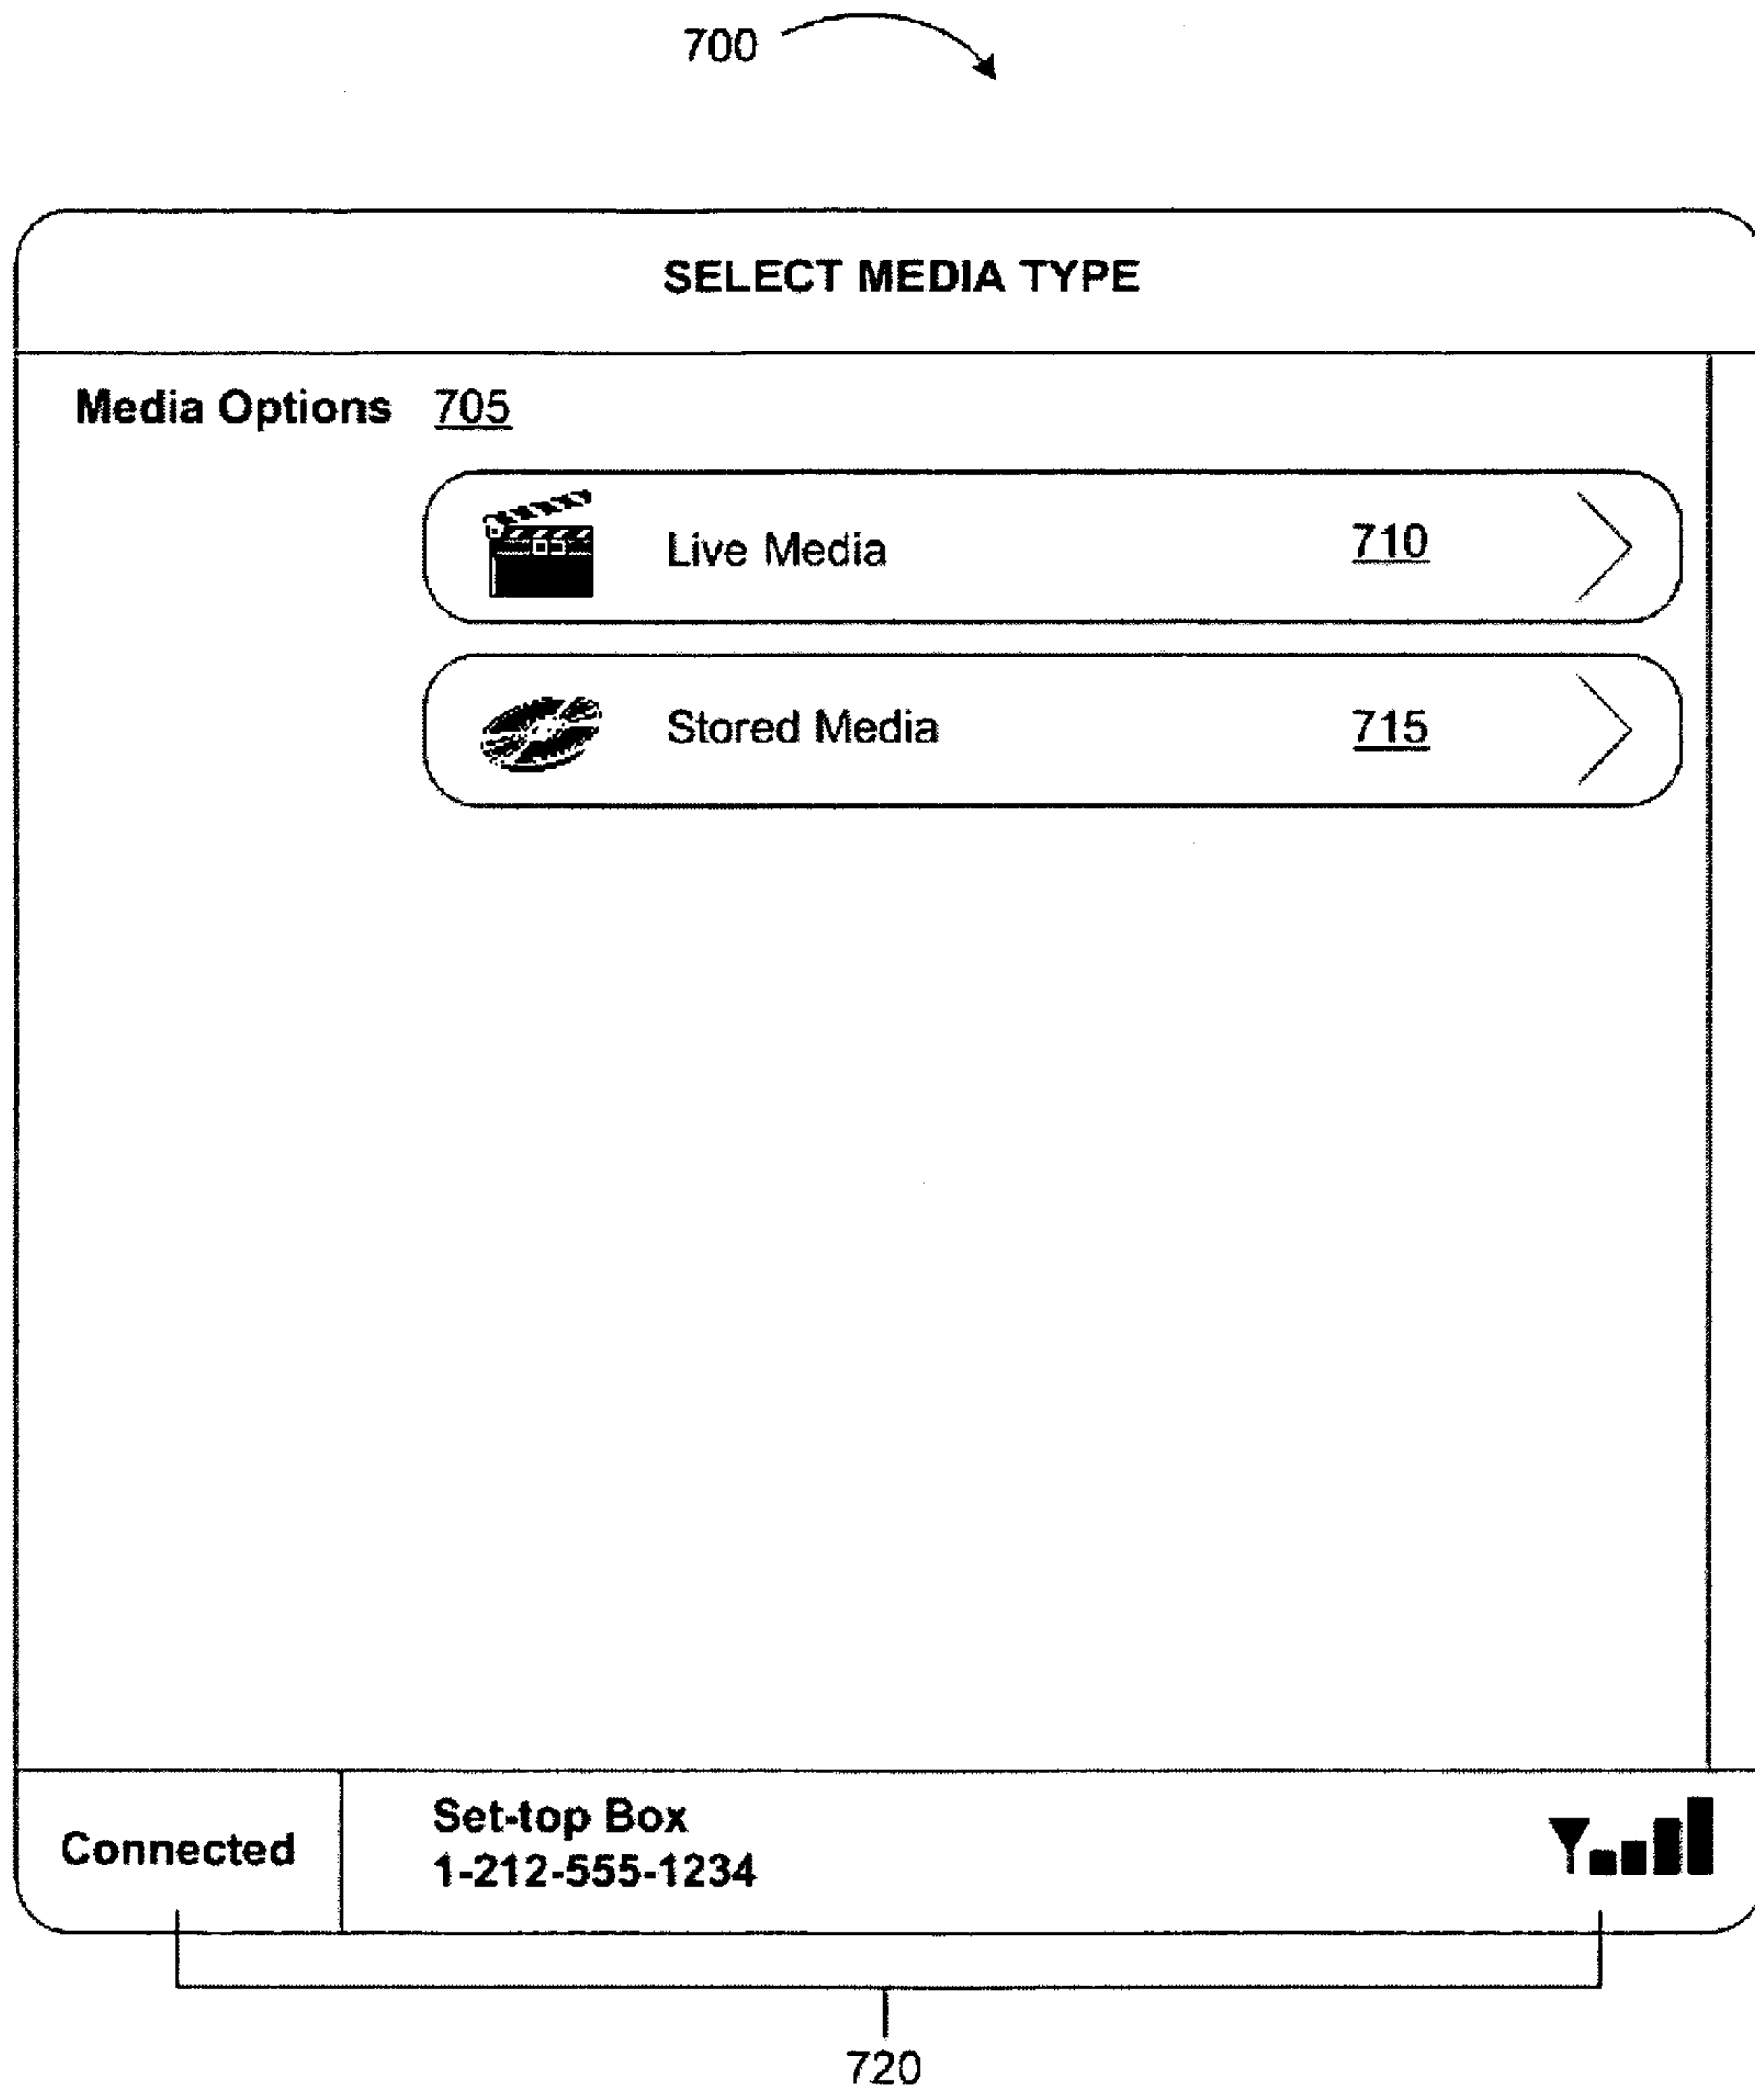 700
SELECT MEDIA TYPE
Media Options 705
Live Media 710
Stored Media 715
Connected
Set-top Box
1-212-555-1234
720